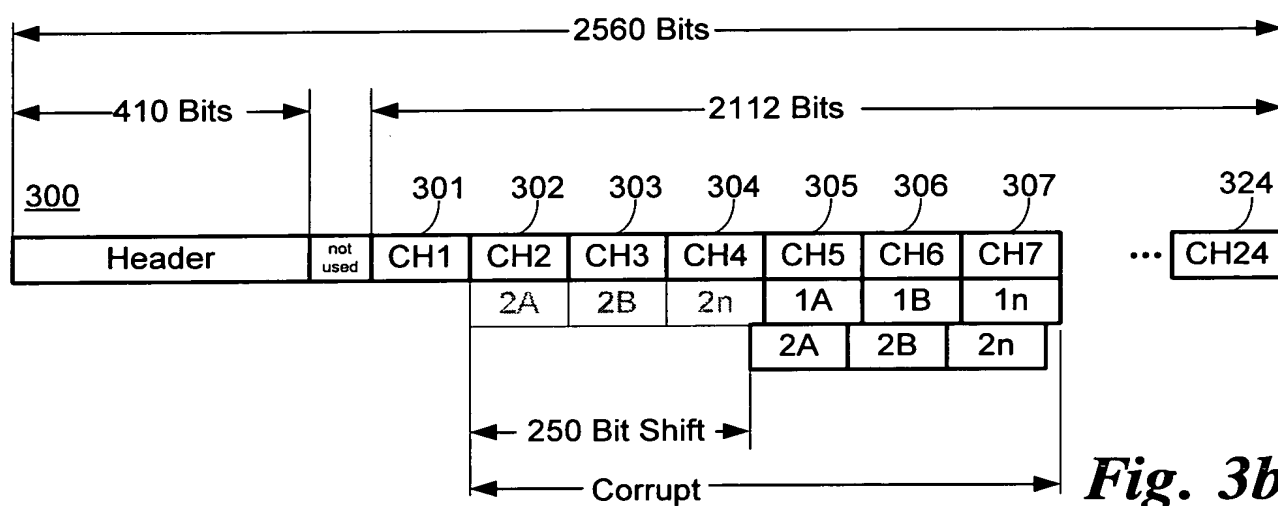 2560 Bits
410 Bits
2112 Bits
300
301 302 303 304 305 306 307 324
Header not used CH1 CH2 CH3 CH4 CH5 CH6 CH7 ... CH24
2A 2B 2n 1A 1B 1n
2A 2B 2n
250 Bit Shift
Corrupt
Fig. 3b